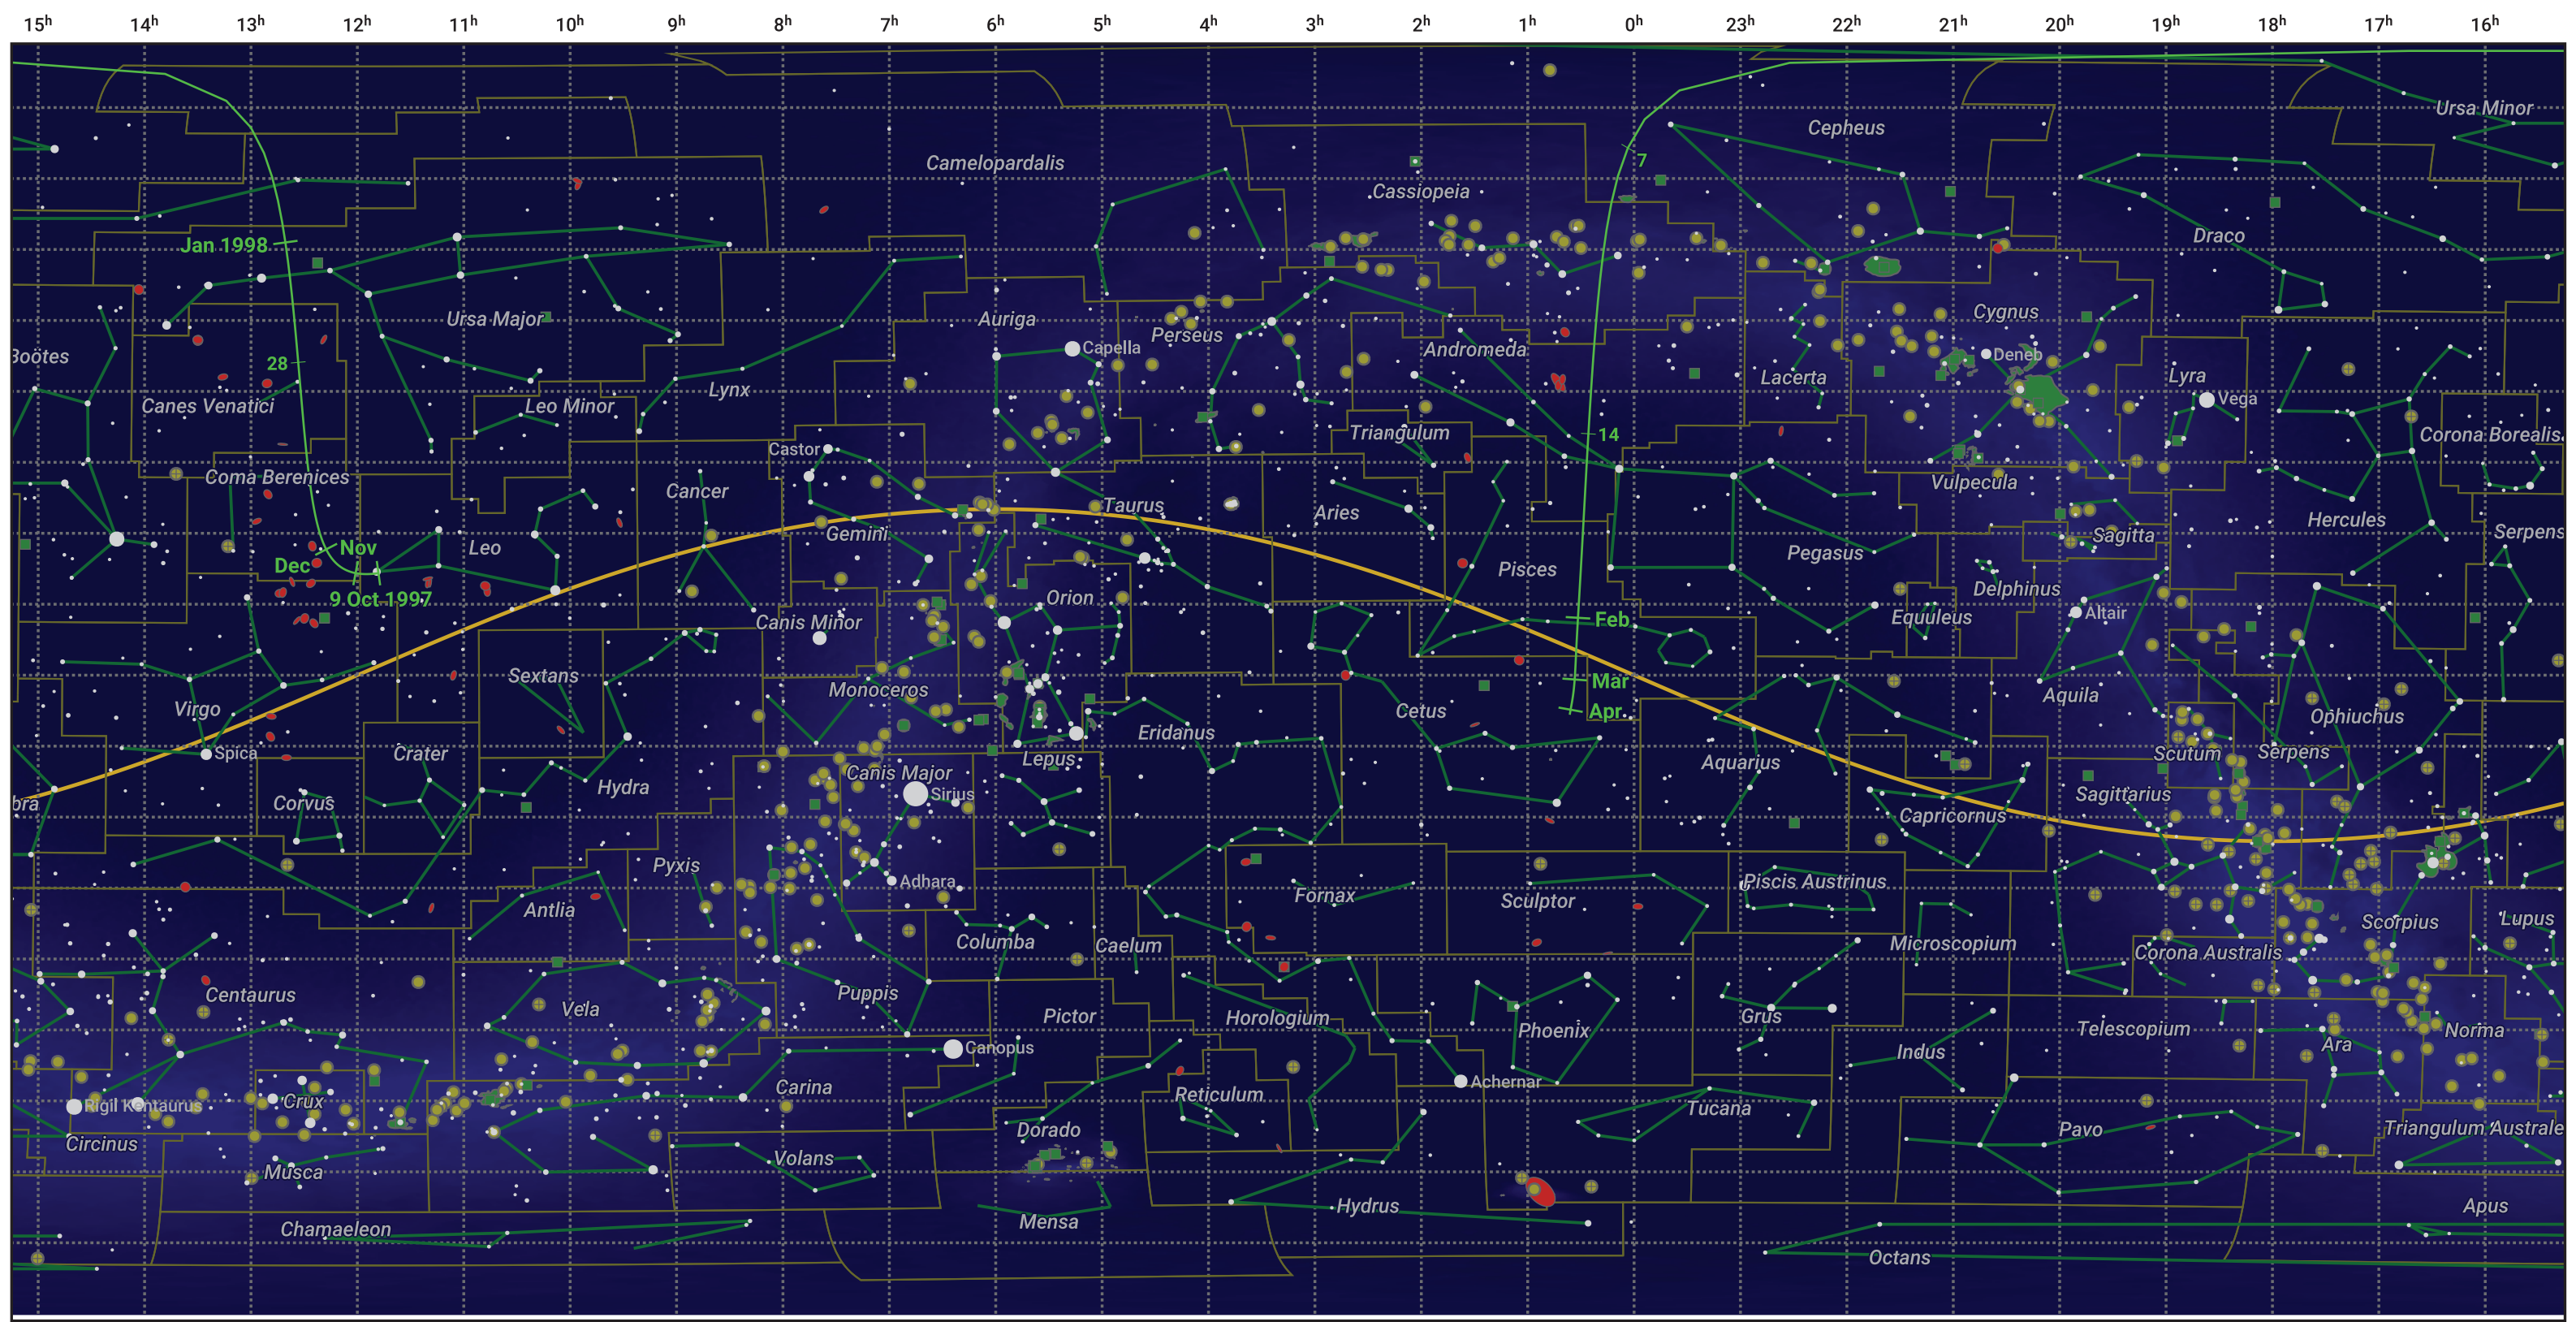 15h 14h 13h 12h 11h 10h 9h 8h 7h 6h 5h 4h 3h 2h 1h 0h 23h 22h 21h 20h 19h 18h 17h 16h
Ursa Minor
Cepheus
Camelopardalis
7
Cassiopeia
Jan 1998
Draco
Ursa Major
Auriga
Perseus
Cygnus
Boötes
Capella
Andromeda
Deneb
28
Lynx
Lacerta
Lyra
Canes Venatici
Leo Minor
Vega
Triangulum
14
Corona Borealis
Castor
Coma Berenices
Cancer
Taurus
Aries
Vulpecula
Hercules
Gemini
Sagitta
Serpens
Nov
Leo
Pegasus
Dec
Pisces
Delphinus
9 Oct 1997
Orion
Canis Minor
Feb
Equuleus
Altair
Sextans
Monoceros
Mar
Aquila
Virgo
Cetus
Apr
Ophiuchus
Spica
Crater
Eridanus
Lepus
Aquarius
Scutum
Serpens
Canis Major
Hydra
Sirius
bra
Corvus
Sagittarius
Capricornus
Pyxis
Adhara
Fornax
Piscis Austrinus
Antlia
Sculptor
Scorpius
Lupus
Columba
Caelum
Microscopium
Corona Australis
Centaurus
Vela
Puppis
Pictor
Horologium
Phoenix
Grus
Telescopium
Norma
Canopus
Indus
Ara
Carina
Achernar
Rigil Kentaurus
Crux
Reticulum
Tucana
Circinus
Dorado
Pavo
Triangulum Australe
Musca
Volans
Hydrus
Apus
Chamaeleon
Mensa
Octans